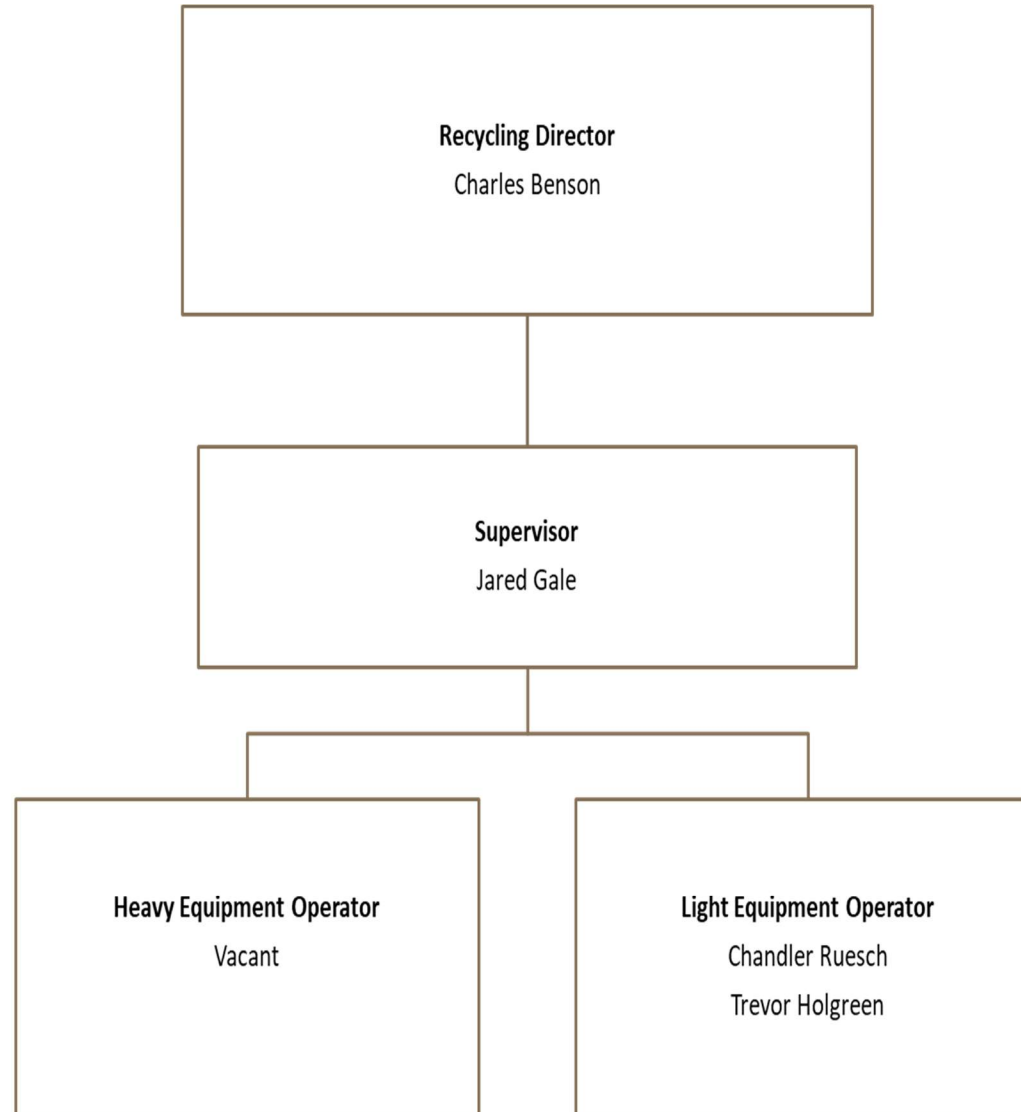 Recycling Director
Charles Benson
Supervisor
Jared Gale
Heavy Equipment Operator
Vacant
Light Equipment Operator
Chandler Ruesch
Trevor Holgreen